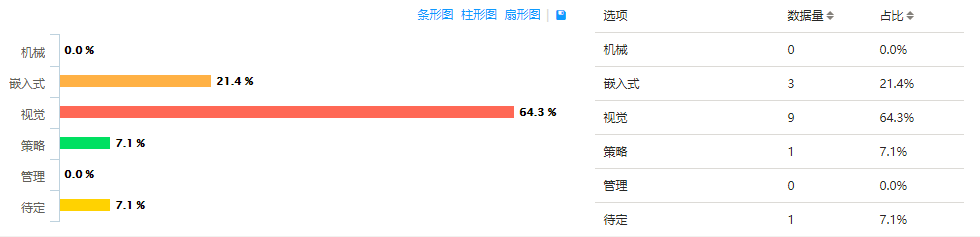 条形图 柱形图 扇形图
机械 0.0 %
嵌入式 21.4 %
视觉 64.3 %
策略 7.1 %
管理 0.0 %
待定 7.1 %
选项 数据量 占比
机械 0 0.0%
嵌入式 3 21.4%
视觉 9 64.3%
策略 1 7.1%
管理 0 0.0%
待定 1 7.1%